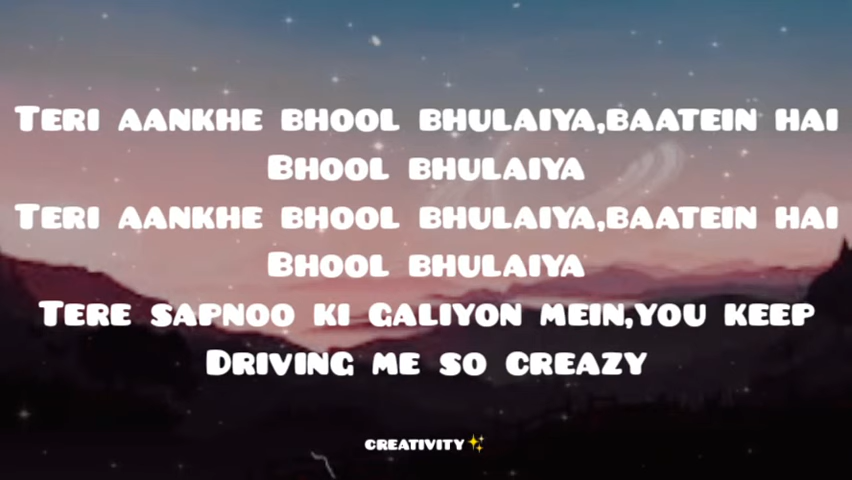 Teri aankhe bhool bhulaiya,baatein hai
Bhool bhulaiya
Teri aankhe bhool bhulaiya,baatein hai
Bhool bhulaiya
Tere sapnoo ki galiyon mein,you keep
Driving me so creazy
creativity✨